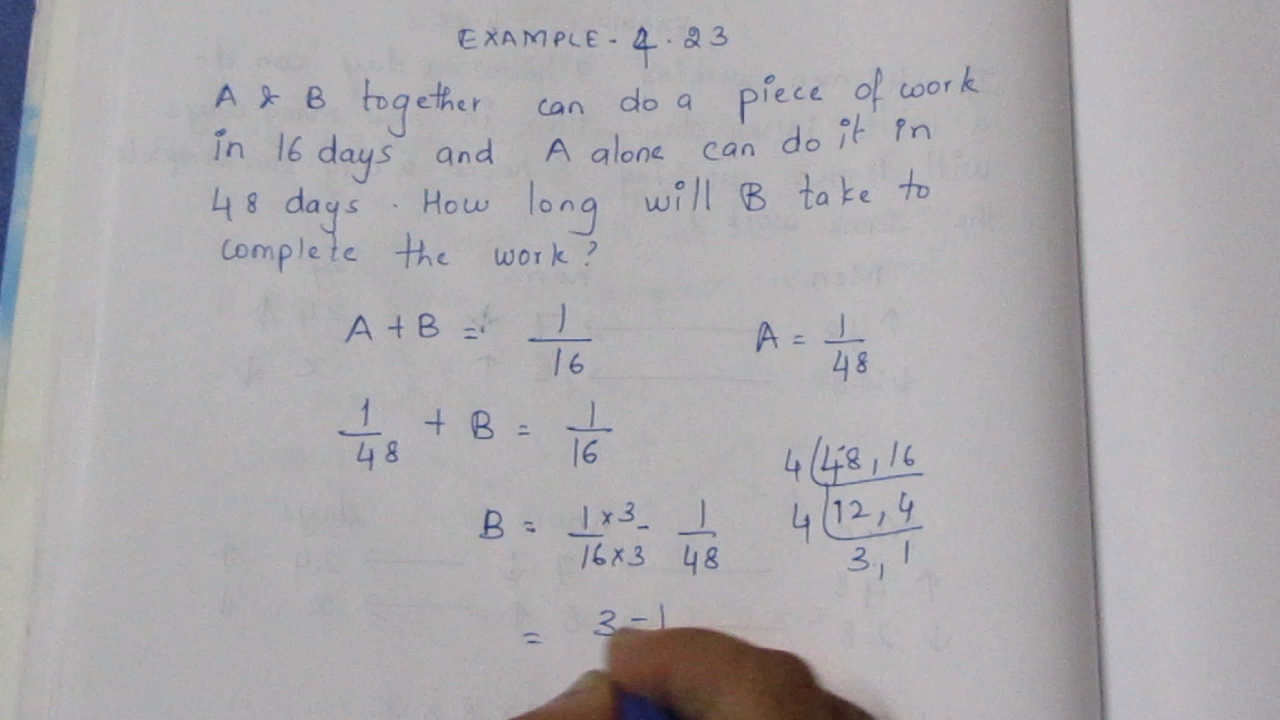 EXAMPLE - 4.23
A & B together can do a piece of work
in 16 days and A alone can do it in
48 days. How long will B take to
complete the work?
A + B = 1/16 A = 1/48
1/48 + B = 1/16
4 | 48, 16
B = 1×3/16×3 - 1/48 4 | 12, 4
3, 1
= 3 - 1